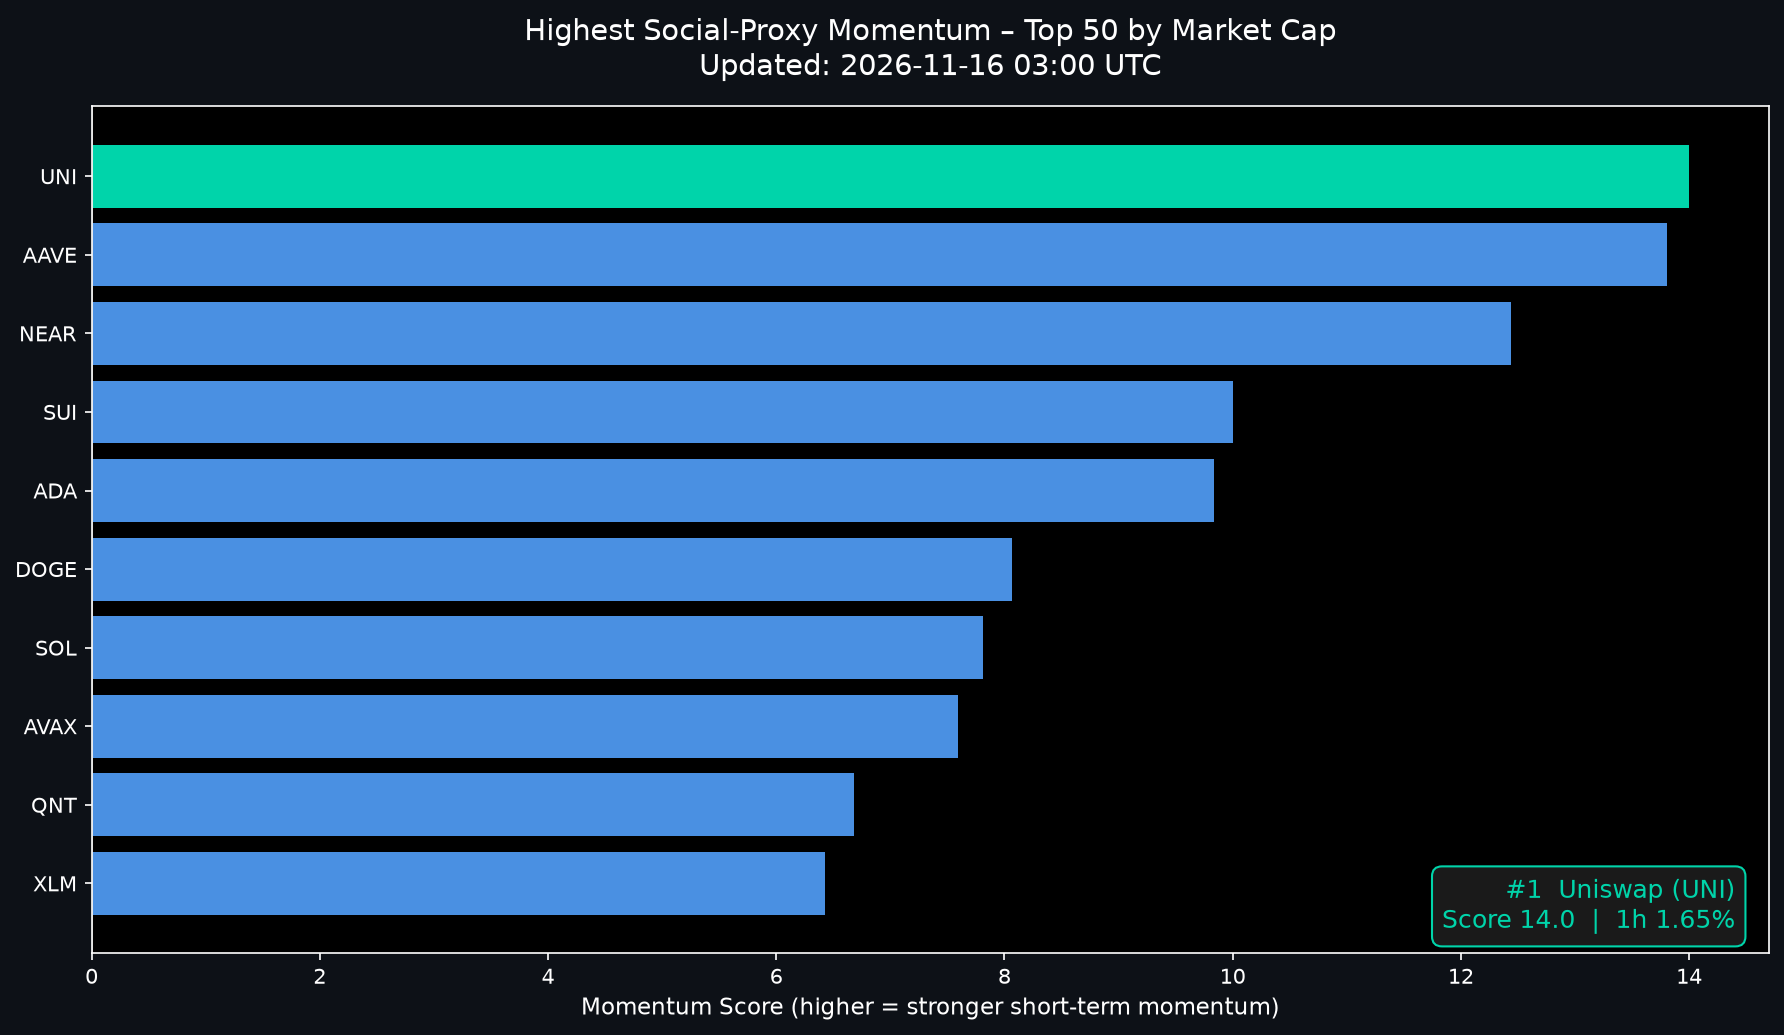 Highest Social-Proxy Momentum – Top 50 by Market Cap
Updated: 2026-11-16 03:00 UTC
UNI
AAVE
NEAR
SUI
ADA
DOGE
SOL
AVAX
QNT
XLM
#1  Uniswap (UNI)
Score 14.0  |  1h 1.65%
0 2 4 6 8 10 12 14
Momentum Score (higher = stronger short-term momentum)